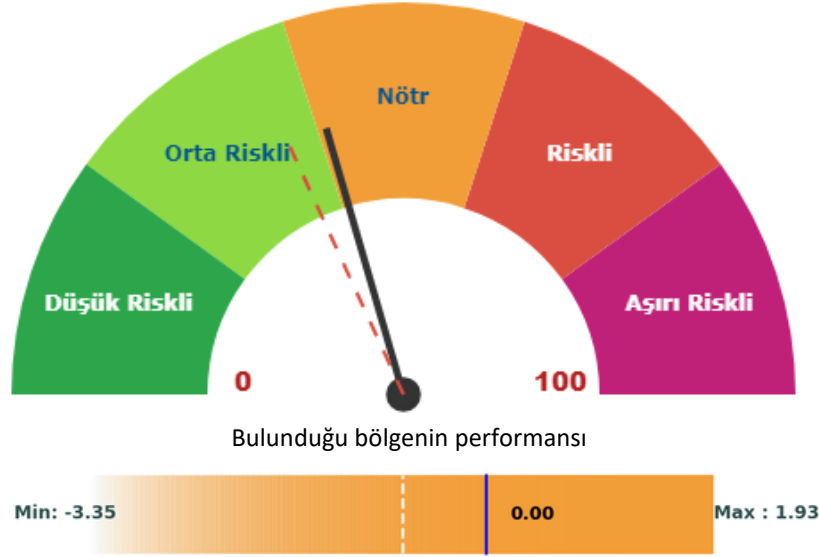 Nötr
Orta Riskli
Riskli
Düşük Riskli
Aşırı Riskli
0
100
Bulunduğu bölgenin performansı
Min: -3.35
0.00
Max : 1.93